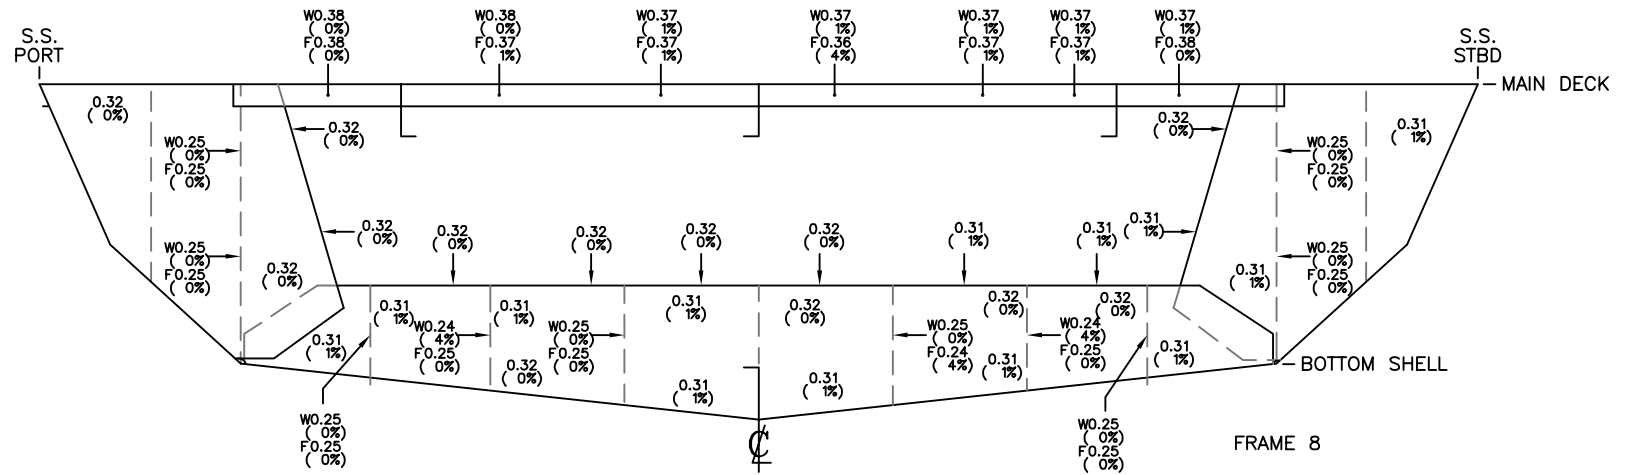 S.S.
PORT
W0.38
( 0%)
F0.38
( 0%)
W0.38
( 0%)
F0.37
( 1%)
W0.37
( 1%)
F0.37
( 1%)
W0.37
( 1%)
F0.36
( 4%)
W0.37
( 1%)
F0.37
( 1%)
W0.37
( 1%)
F0.37
( 1%)
W0.37
( 1%)
F0.38
( 0%)
S.S.
STBD
MAIN DECK
0.32
( 0%)
0.32
( 0%)
0.32
( 0%)
0.31
( 1%)
W0.25
( 0%)
F0.25
( 0%)
W0.25
( 0%)
F0.25
( 0%)
0.32
( 0%)
0.32
( 0%)
0.32
( 0%)
0.32
( 0%)
0.32
( 0%)
0.31
( 1%)
0.31
( 1%)
0.31
( 1%)
W0.25
( 0%)
F0.25
( 0%)
0.32
( 0%)
0.31
( 1%)
W0.25
( 0%)
F0.25
( 0%)
0.31
( 1%)
0.31
( 1%)
0.31
( 1%)
0.32
( 0%)
0.32
( 0%)
0.32
( 0%)
0.31
( 1%)
W0.24
( 4%)
F0.25
( 0%)
W0.25
( 0%)
F0.25
( 0%)
W0.25
( 0%)
F0.24
( 4%)
W0.24
( 4%)
F0.25
( 0%)
0.31
( 1%)
0.32
( 0%)
0.31
( 1%)
0.31
( 1%)
0.31
( 1%)
BOTTOM SHELL
W0.25
( 0%)
F0.25
( 0%)
W0.25
( 0%)
F0.25
( 0%)
FRAME 8